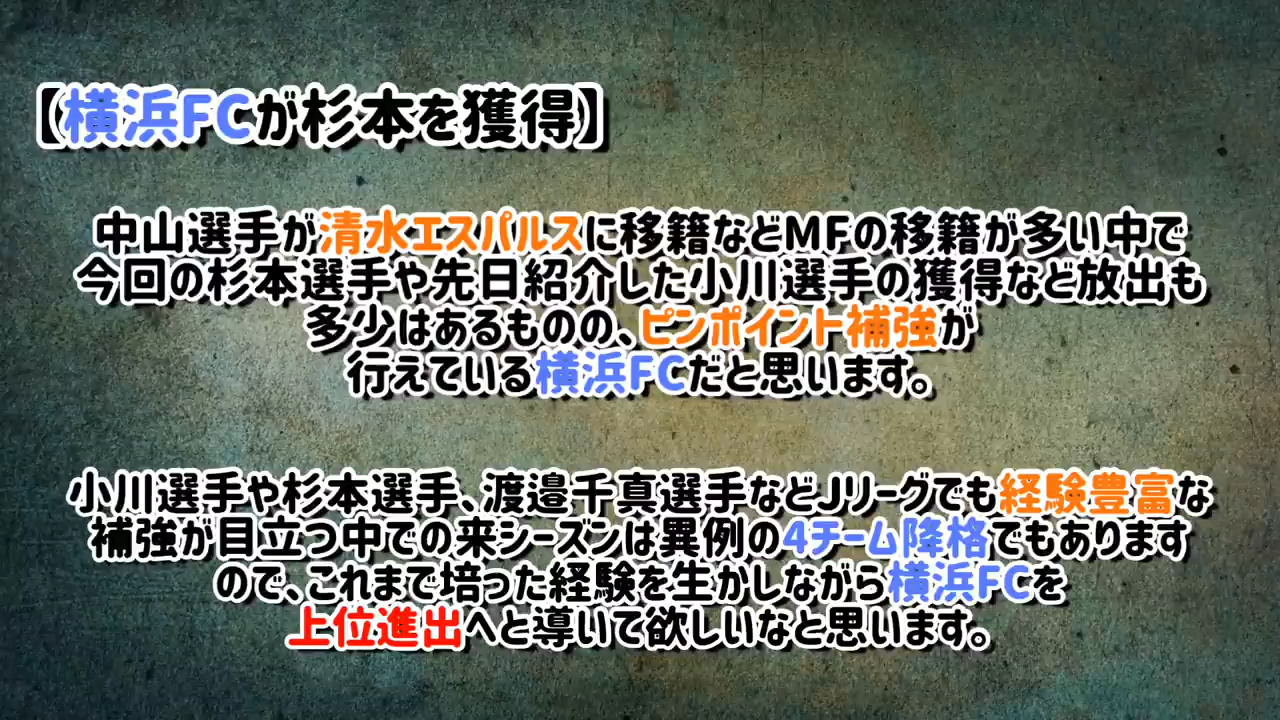 【横浜FCが杉本を獲得】
中山選手が清水エスパルスに移籍などMFの移籍が多い中で
今回の杉本選手や先日紹介した小川選手の獲得など放出も
多少はあるものの、ピンポイント補強が
行えている横浜FCだと思います。
小川選手や杉本選手、渡邉千真選手などJリーグでも経験豊富な
補強が目立つ中での来シーズンは異例の4チーム降格でもあります
ので、これまで培った経験を生かしながら横浜FCを
上位進出へと導いて欲しいなと思います。